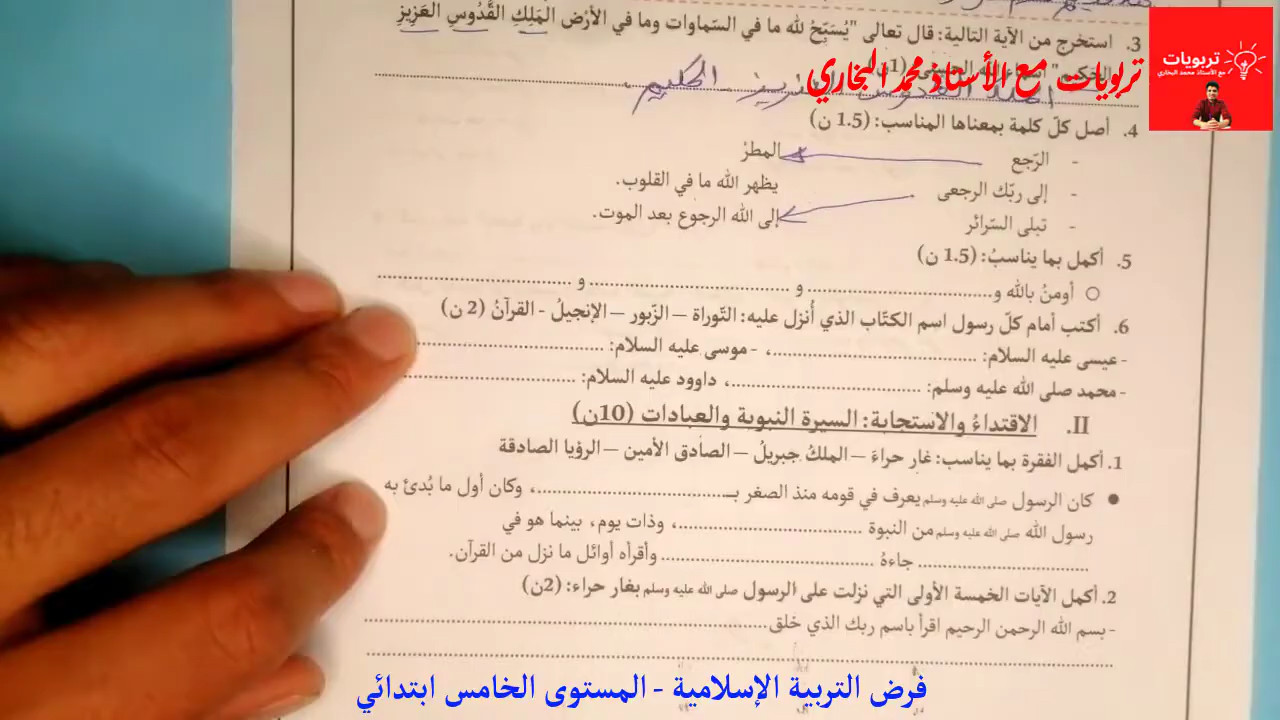 3. استخرج من الآية التالية: قال تعالى "يُسَبِّحُ لله ما في السّماوات وما في الأرْض المَلِكِ القُدُّوسِ العَزِيزِ
تربويات
مع الأستاذ محمد البخاري
تربويات مع الأستاذ محمد البخاري
الحكيم
4. أصل كلّ كلمة بمعناها المناسب: (1.5 ن)
- الرّجع المطرُ
- إلى ربّك الرجعى يظهر الله ما في القلوب.
- تبلى السّرائر إلى الله الرجوع بعد الموت.
5. أكمل بما يناسبُ: (1.5 ن)
○ أومنُ بالله و.......................................... و .......................................... و ..........................................
6. أكتب أمام كلّ رسول اسم الكتاب الذي أُنزل عليه: التّوراة – الزّبور – الإنجيلُ - القرآنُ (2 ن)
- عيسى عليه السلام: ..................................، - موسى عليه السلام: ..................................
- محمد صلى الله عليه وسلم: ..................................، داوود عليه السلام: ..................................
II. الاقتداءُ والاستجابة: السيرة النبوية والعبادات (10ن)
1. أكمل الفقرة بما يناسب: غار حراءَ – الملكُ جبريلُ – الصادق الأمين – الرؤيا الصادقة
● كان الرسول صلى الله عليه وسلم يعرف في قومه منذ الصغر بـ..................................، وكان أول ما بُدئ به
رسول الله صلى الله عليه وسلم من النبوة ..................................، وذات يوم، بينما هو في
.................................. جاءهُ .................................. وأقرأه أوائل ما نزل من القرآن.
2. أكمل الآيات الخمسة الأولى التي نزلت على الرسول صلى الله عليه وسلم بغار حراء: (2ن)
- بسم الله الرحمن الرحيم اقرأ باسم ربك الذي خلق..................................
فرض التربية الإسلامية - المستوى الخامس ابتدائي